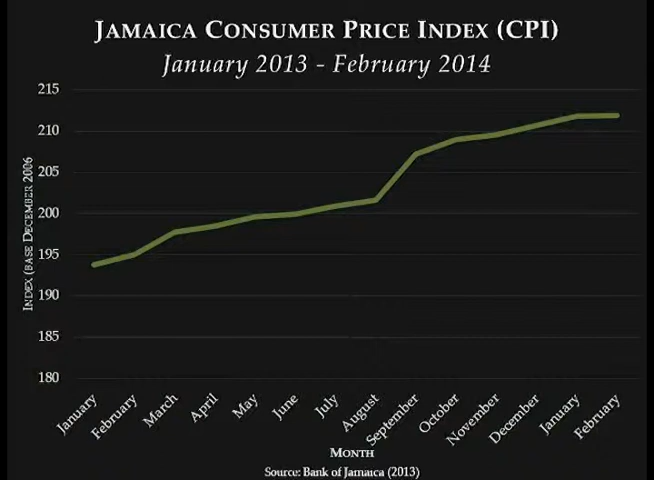 JAMAICA CONSUMER PRICE INDEX (CPI)
January 2013 - February 2014
215
210
205
200
195
190
185
180
INDEX (BASE DECEMBER 2006
January
February
March
April
May
June
July
August
September
October
November
December
January
February
MONTH
Source: Bank of Jamaica (2013)